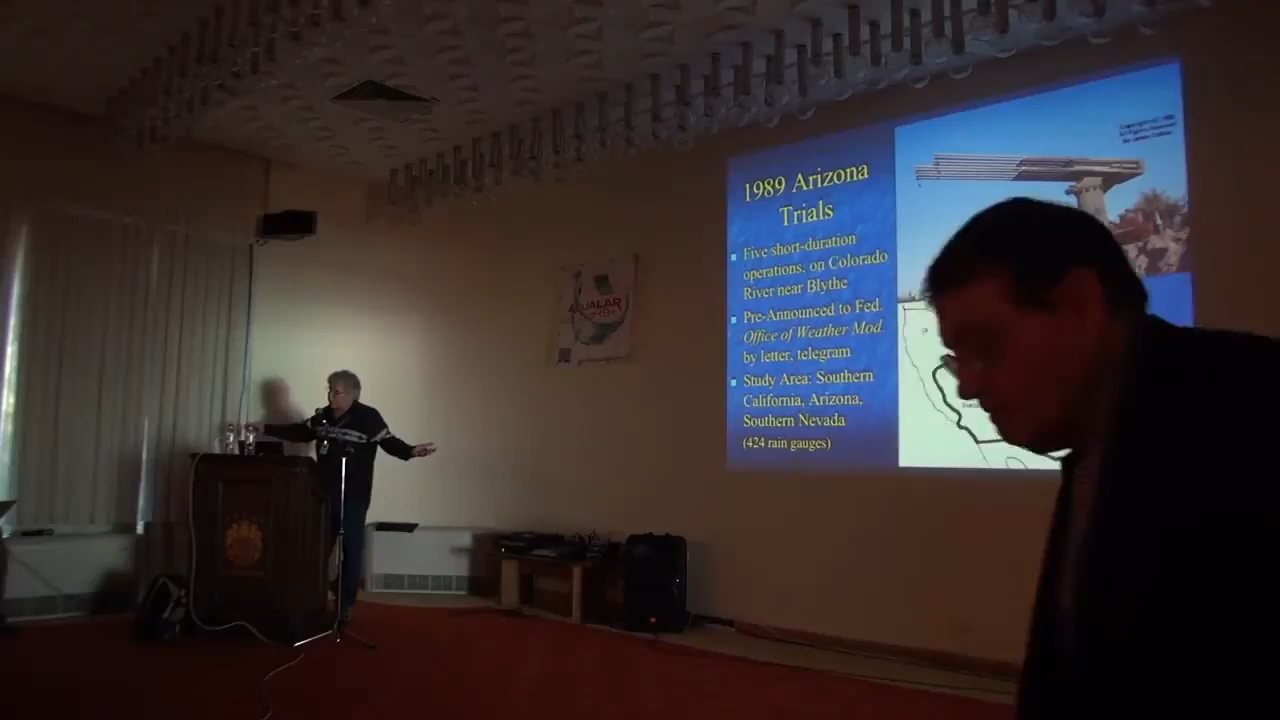 1989 Arizona
Trials
Five short-duration
operations, on Colorado
River near Blythe
Pre-Announced to Fed.
Office of Weather Mod.
by letter, telegram
Study Area: Southern
California, Arizona,
Southern Nevada
(424 rain gauges)